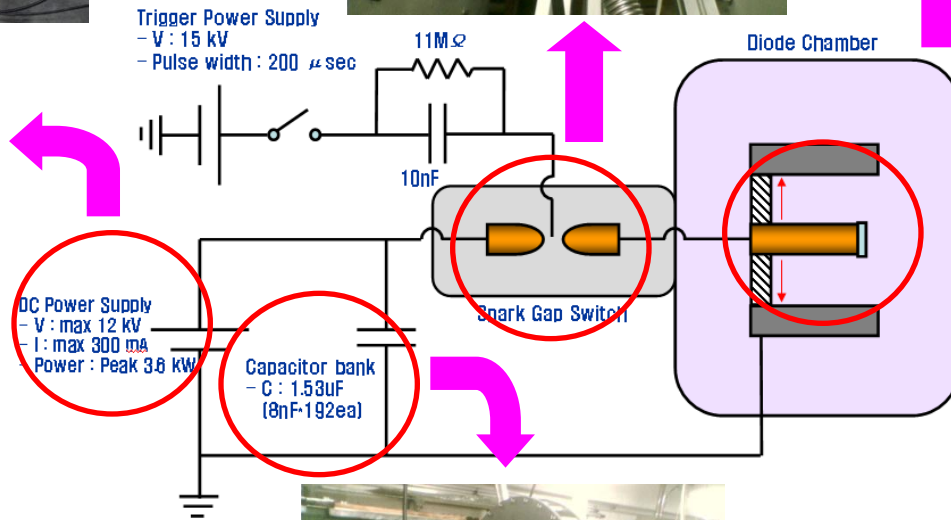 Trigger Power Supply
- V : 15 kV
- Pulse width : 200 μsec
11MΩ
10nF
Diode Chamber
Spark Gap Switch
DC Power Supply
- V : max 12 kV
- I : max 300 mA
- Power : Peak 3.6 kW
Capacitor bank
- C : 1.53uF
(8nF*192ea)